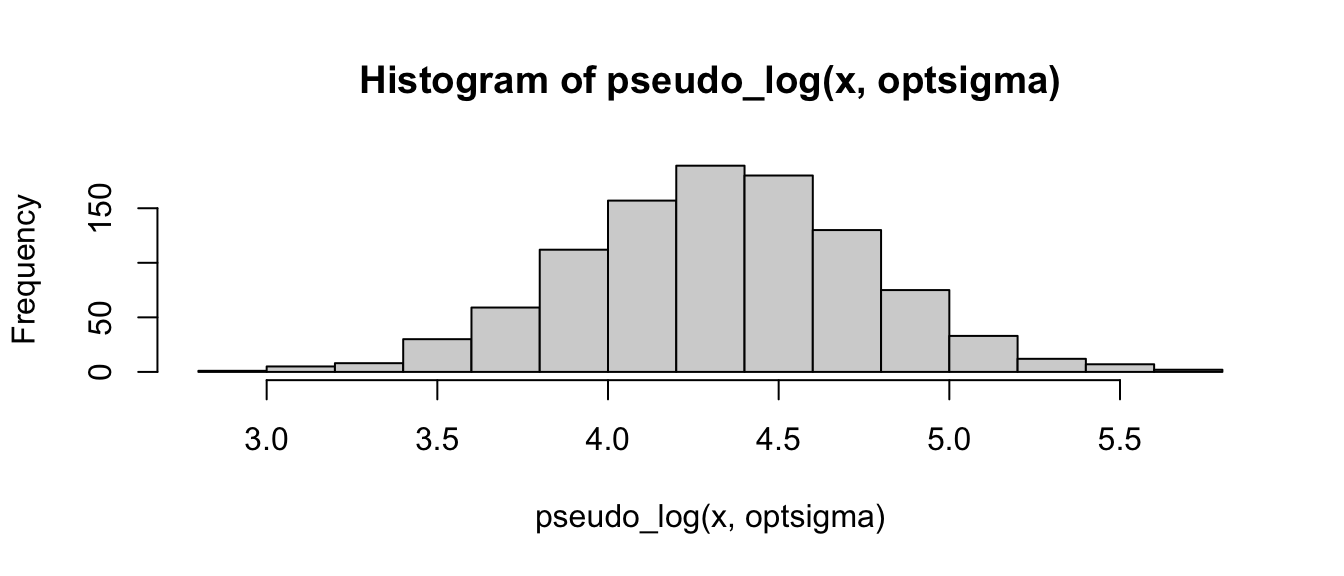 Histogram of pseudo_log(x, optsigma)
Frequency
150
50
0
3.0 3.5 4.0 4.5 5.0 5.5
pseudo_log(x, optsigma)